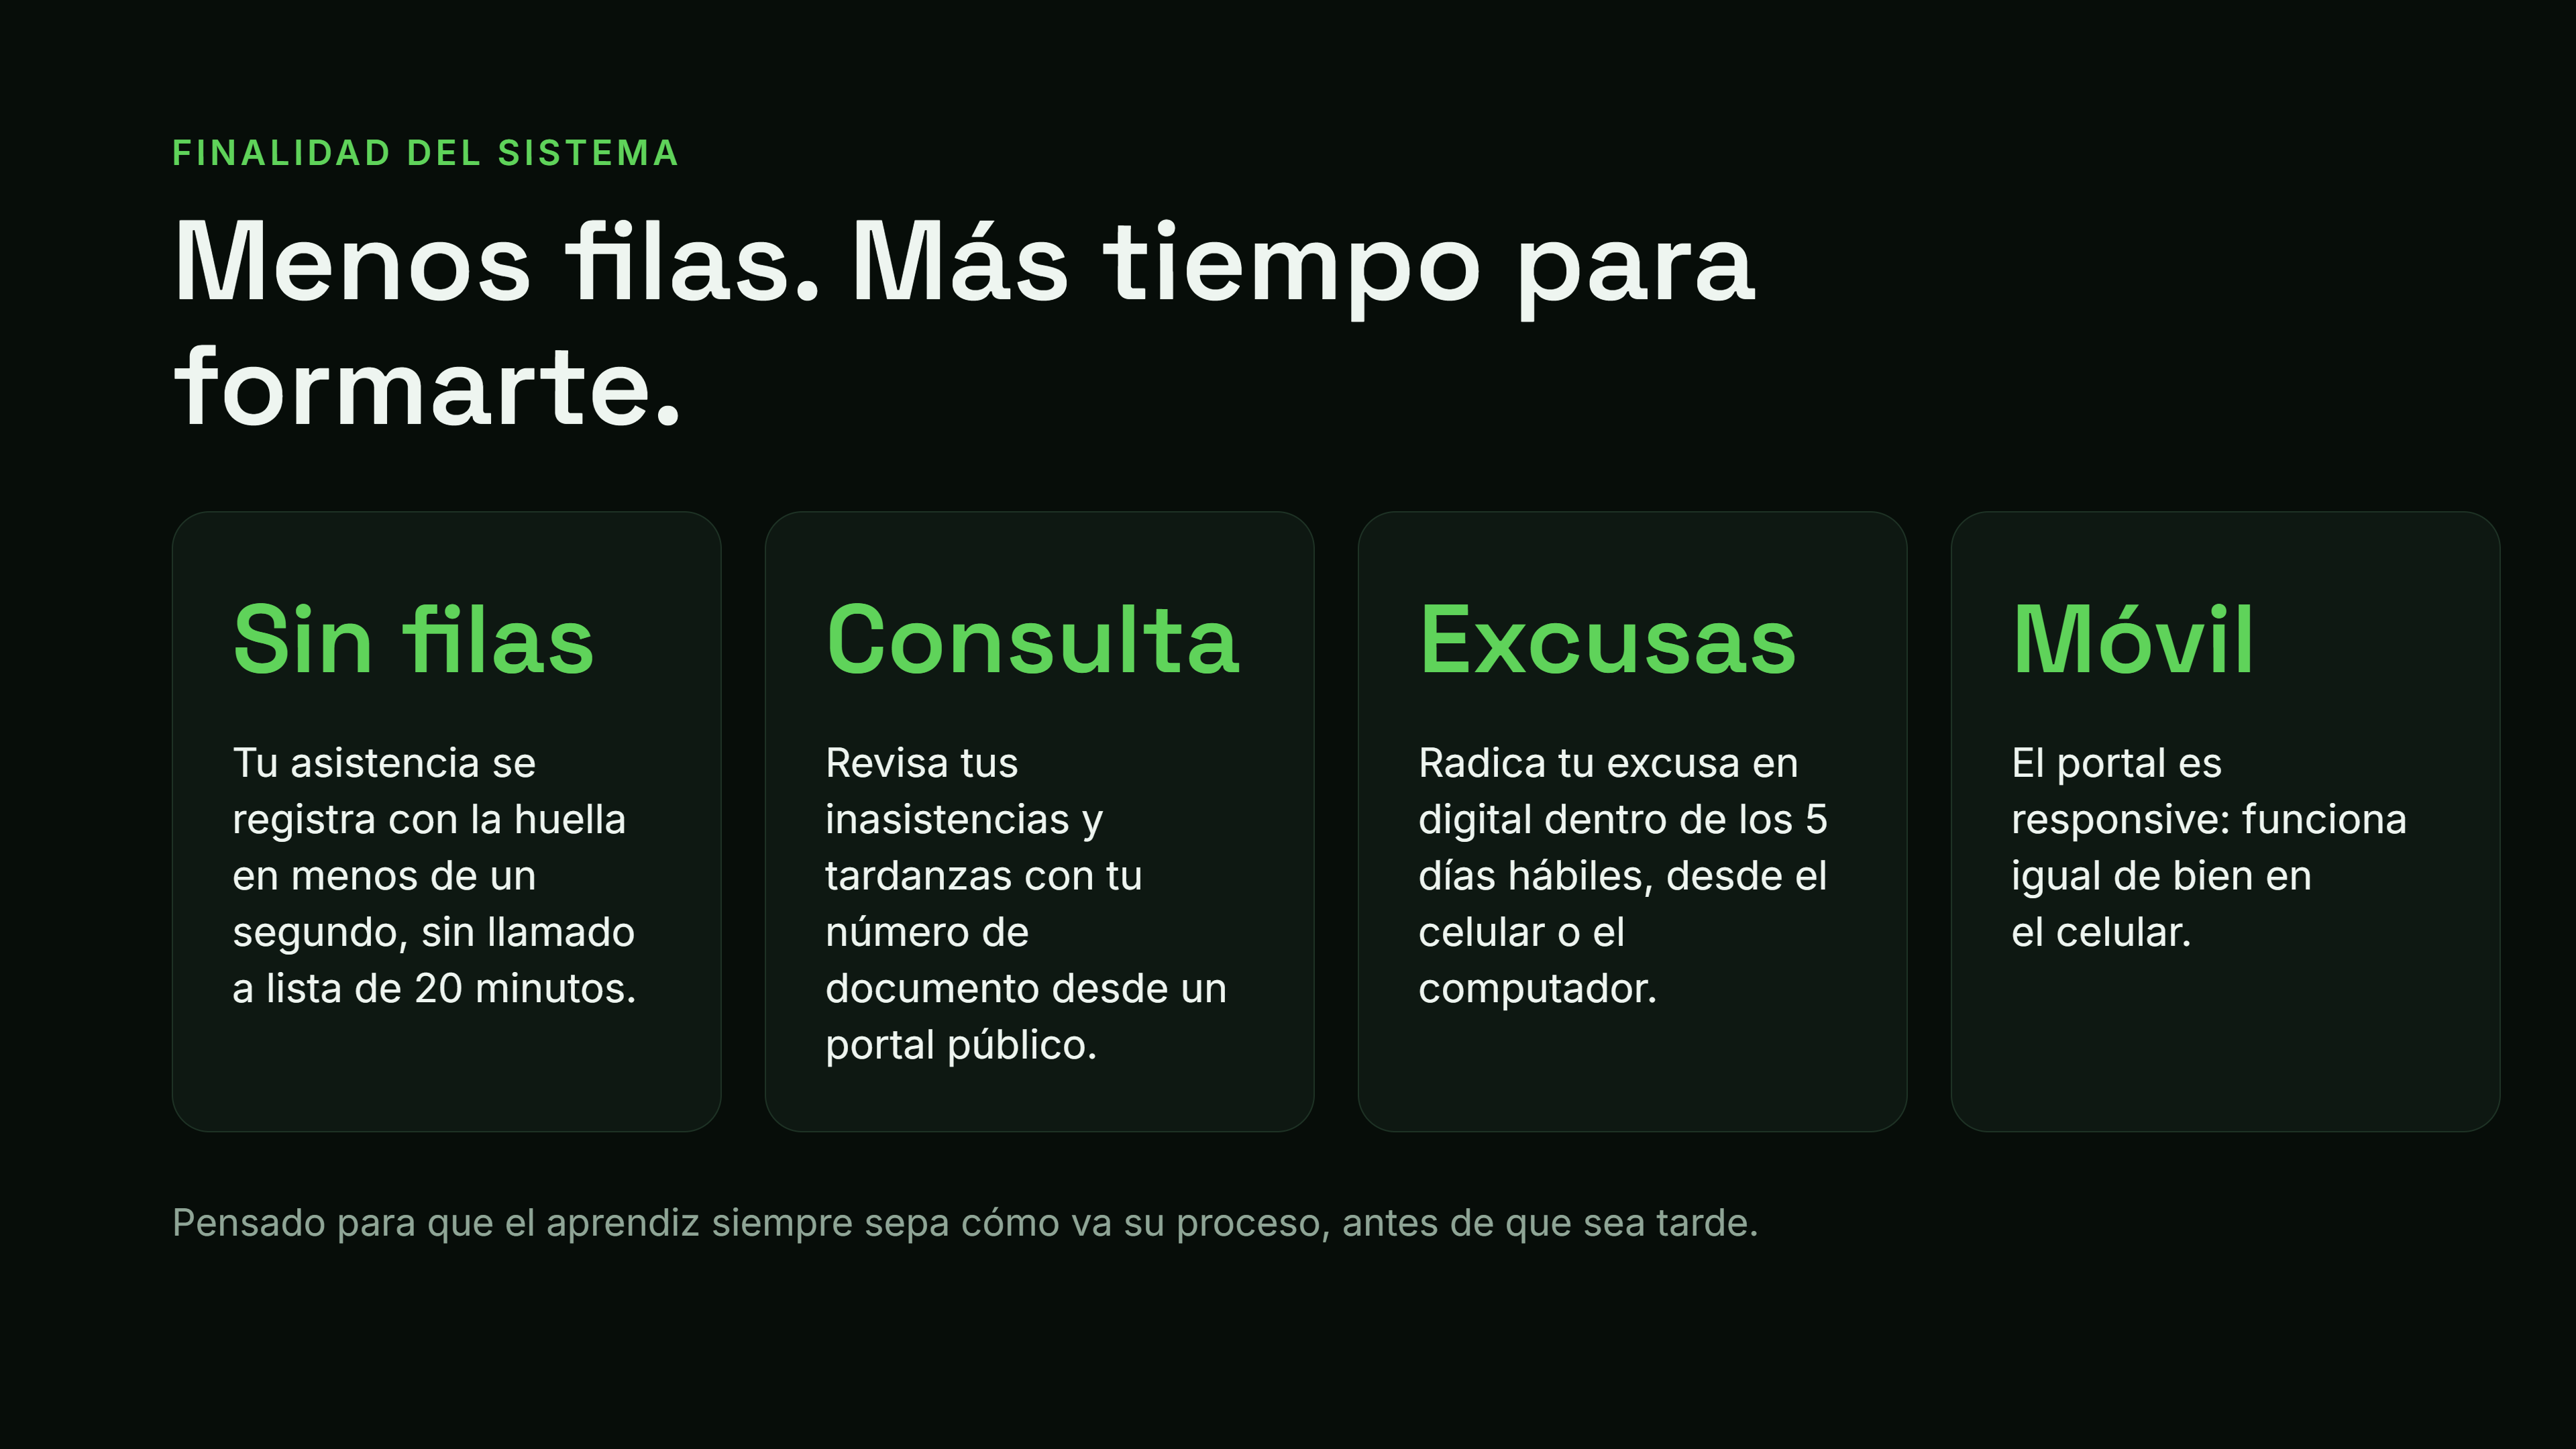 FINALIDAD DEL SISTEMA
Menos filas. Más tiempo para
formarte.
Sin filas
Tu asistencia se
registra con la huella
en menos de un
segundo, sin llamado
a lista de 20 minutos.
Consulta
Revisa tus
inasistencias y
tardanzas con tu
número de
documento desde un
portal público.
Excusas
Radica tu excusa en
digital dentro de los 5
días hábiles, desde el
celular o el
computador.
Móvil
El portal es
responsive: funciona
igual de bien en
el celular.
Pensado para que el aprendiz siempre sepa cómo va su proceso, antes de que sea tarde.